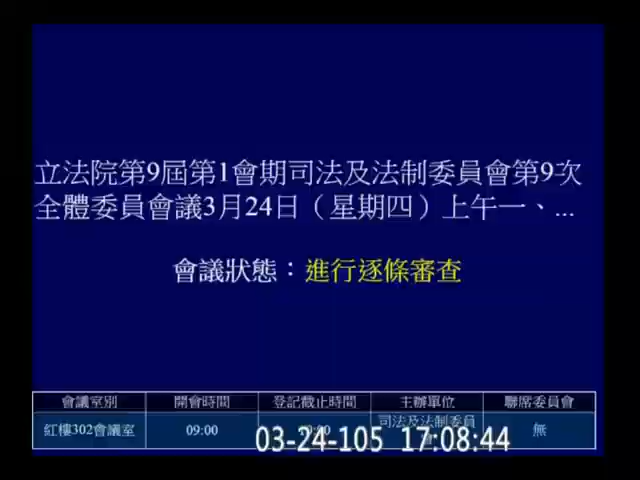 立法院第9屆第1會期司法及法制委員會第9次
全體委員會議3月24日（星期四）上午一、...
會議狀態：進行逐條審查
會議室別 開會時間 登記截止時間 主辦單位 聯席委員會
紅樓302會議室 09:00 司法及法制委員 無
03-24-105 17:08:44